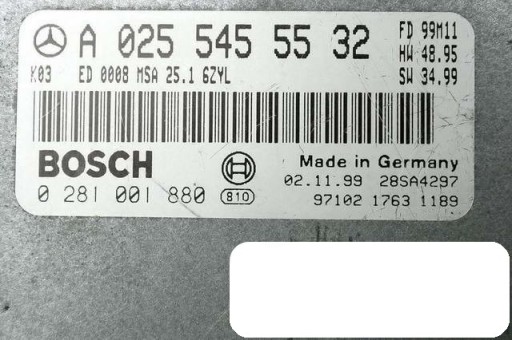 A 025 545 55 32 FD 99M11
HW 48.95
K03 ED 0008 MSA 25.1 6ZYL SW 34.99
BOSCH Made in Germany
02.11.99 28SA4297
0 281 001 880 810
97102 1763 1189